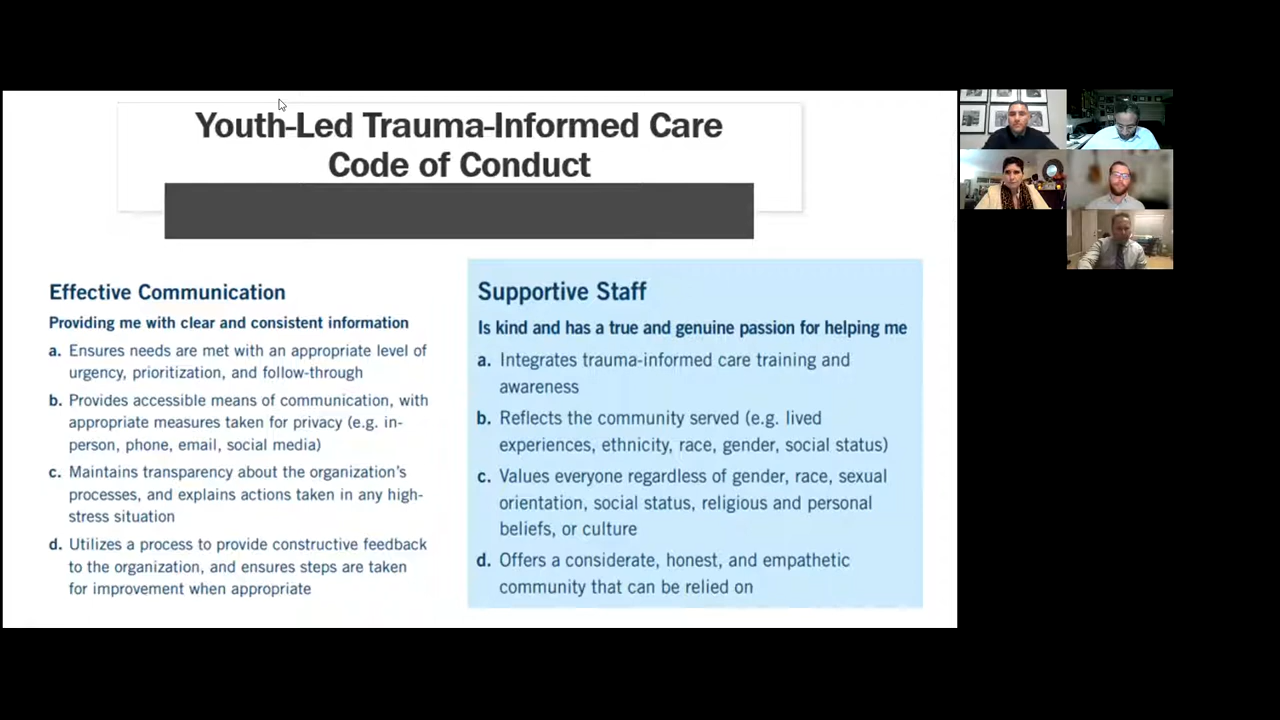 Youth-Led Trauma-Informed Care
Code of Conduct
Effective Communication
Providing me with clear and consistent information
a. Ensures needs are met with an appropriate level of
urgency, prioritization, and follow-through
b. Provides accessible means of communication, with
appropriate measures taken for privacy (e.g. in-
person, phone, email, social media)
c. Maintains transparency about the organization's
processes, and explains actions taken in any high-
stress situation
d. Utilizes a process to provide constructive feedback
to the organization, and ensures steps are taken
for improvement when appropriate
Supportive Staff
Is kind and has a true and genuine passion for helping me
a. Integrates trauma-informed care training and
awareness
b. Reflects the community served (e.g. lived
experiences, ethnicity, race, gender, social status)
c. Values everyone regardless of gender, race, sexual
orientation, social status, religious and personal
beliefs, or culture
d. Offers a considerate, honest, and empathetic
community that can be relied on